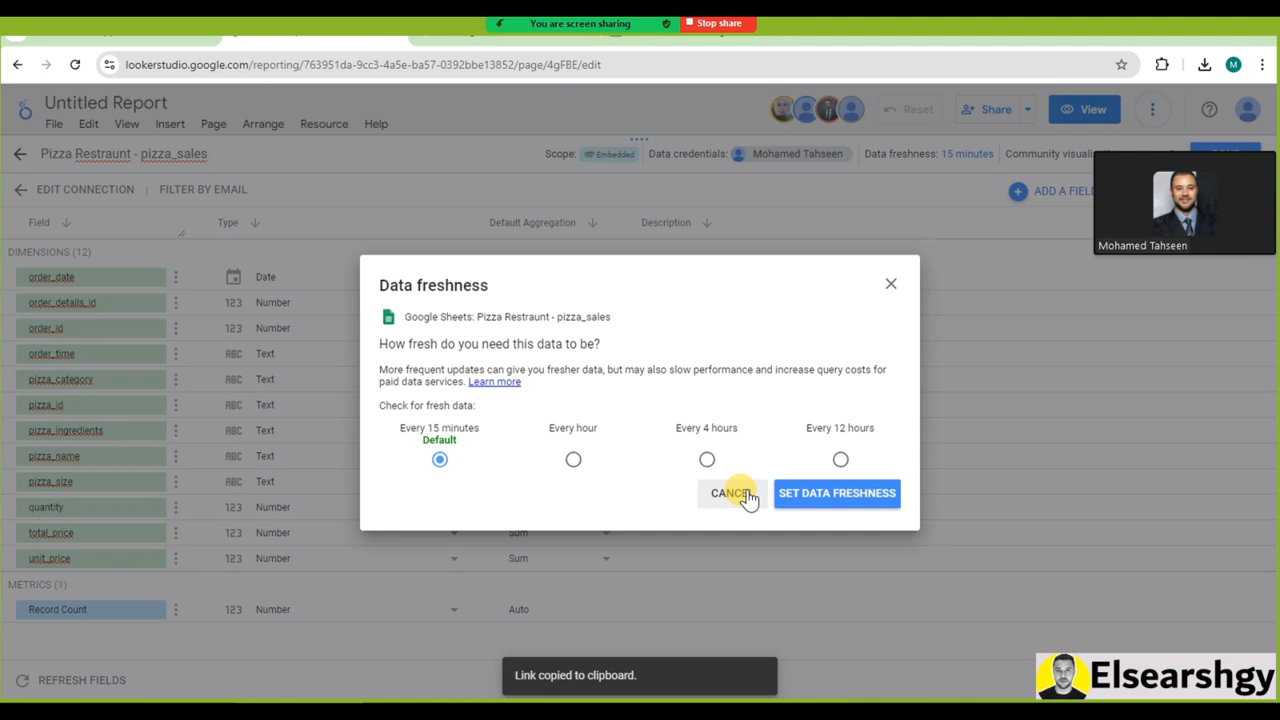 You are screen sharing
Stop share
lookerstudio.google.com/reporting/763951da-9cc3-4a5e-ba57-0392bbe13852/page/4gFBE/edit
M
Untitled Report
Reset
Share
View
File Edit View Insert Page Arrange Resource Help
Pizza Restraunt - pizza_sales
Scope: Embedded Data credentials: Mohamed Tahseen Data freshness: 15 minutes Community visuali
EDIT CONNECTION FILTER BY EMAIL
ADD A FIEL
Mohamed Tahseen
Field Type Default Aggregation Description
DIMENSIONS (12)
order_date Date
order_details_id 123 Number
order_id 123 Number
order_time ABC Text
pizza_category ABC Text
pizza_id ABC Text
pizza_ingredients ABC Text
pizza_name ABC Text
pizza_size ABC Text
quantity 123 Number
total_price 123 Number Sum
unit_price 123 Number Sum
METRICS (1)
Record Count 123 Number Auto
REFRESH FIELDS
Data freshness
Google Sheets: Pizza Restraunt - pizza_sales
How fresh do you need this data to be?
More frequent updates can give you fresher data, but may also slow performance and increase query costs for
paid data services. Learn more
Check for fresh data:
Every 15 minutes Every hour Every 4 hours Every 12 hours
Default
CANCEL SET DATA FRESHNESS
Link copied to clipboard.
Elsearshgy